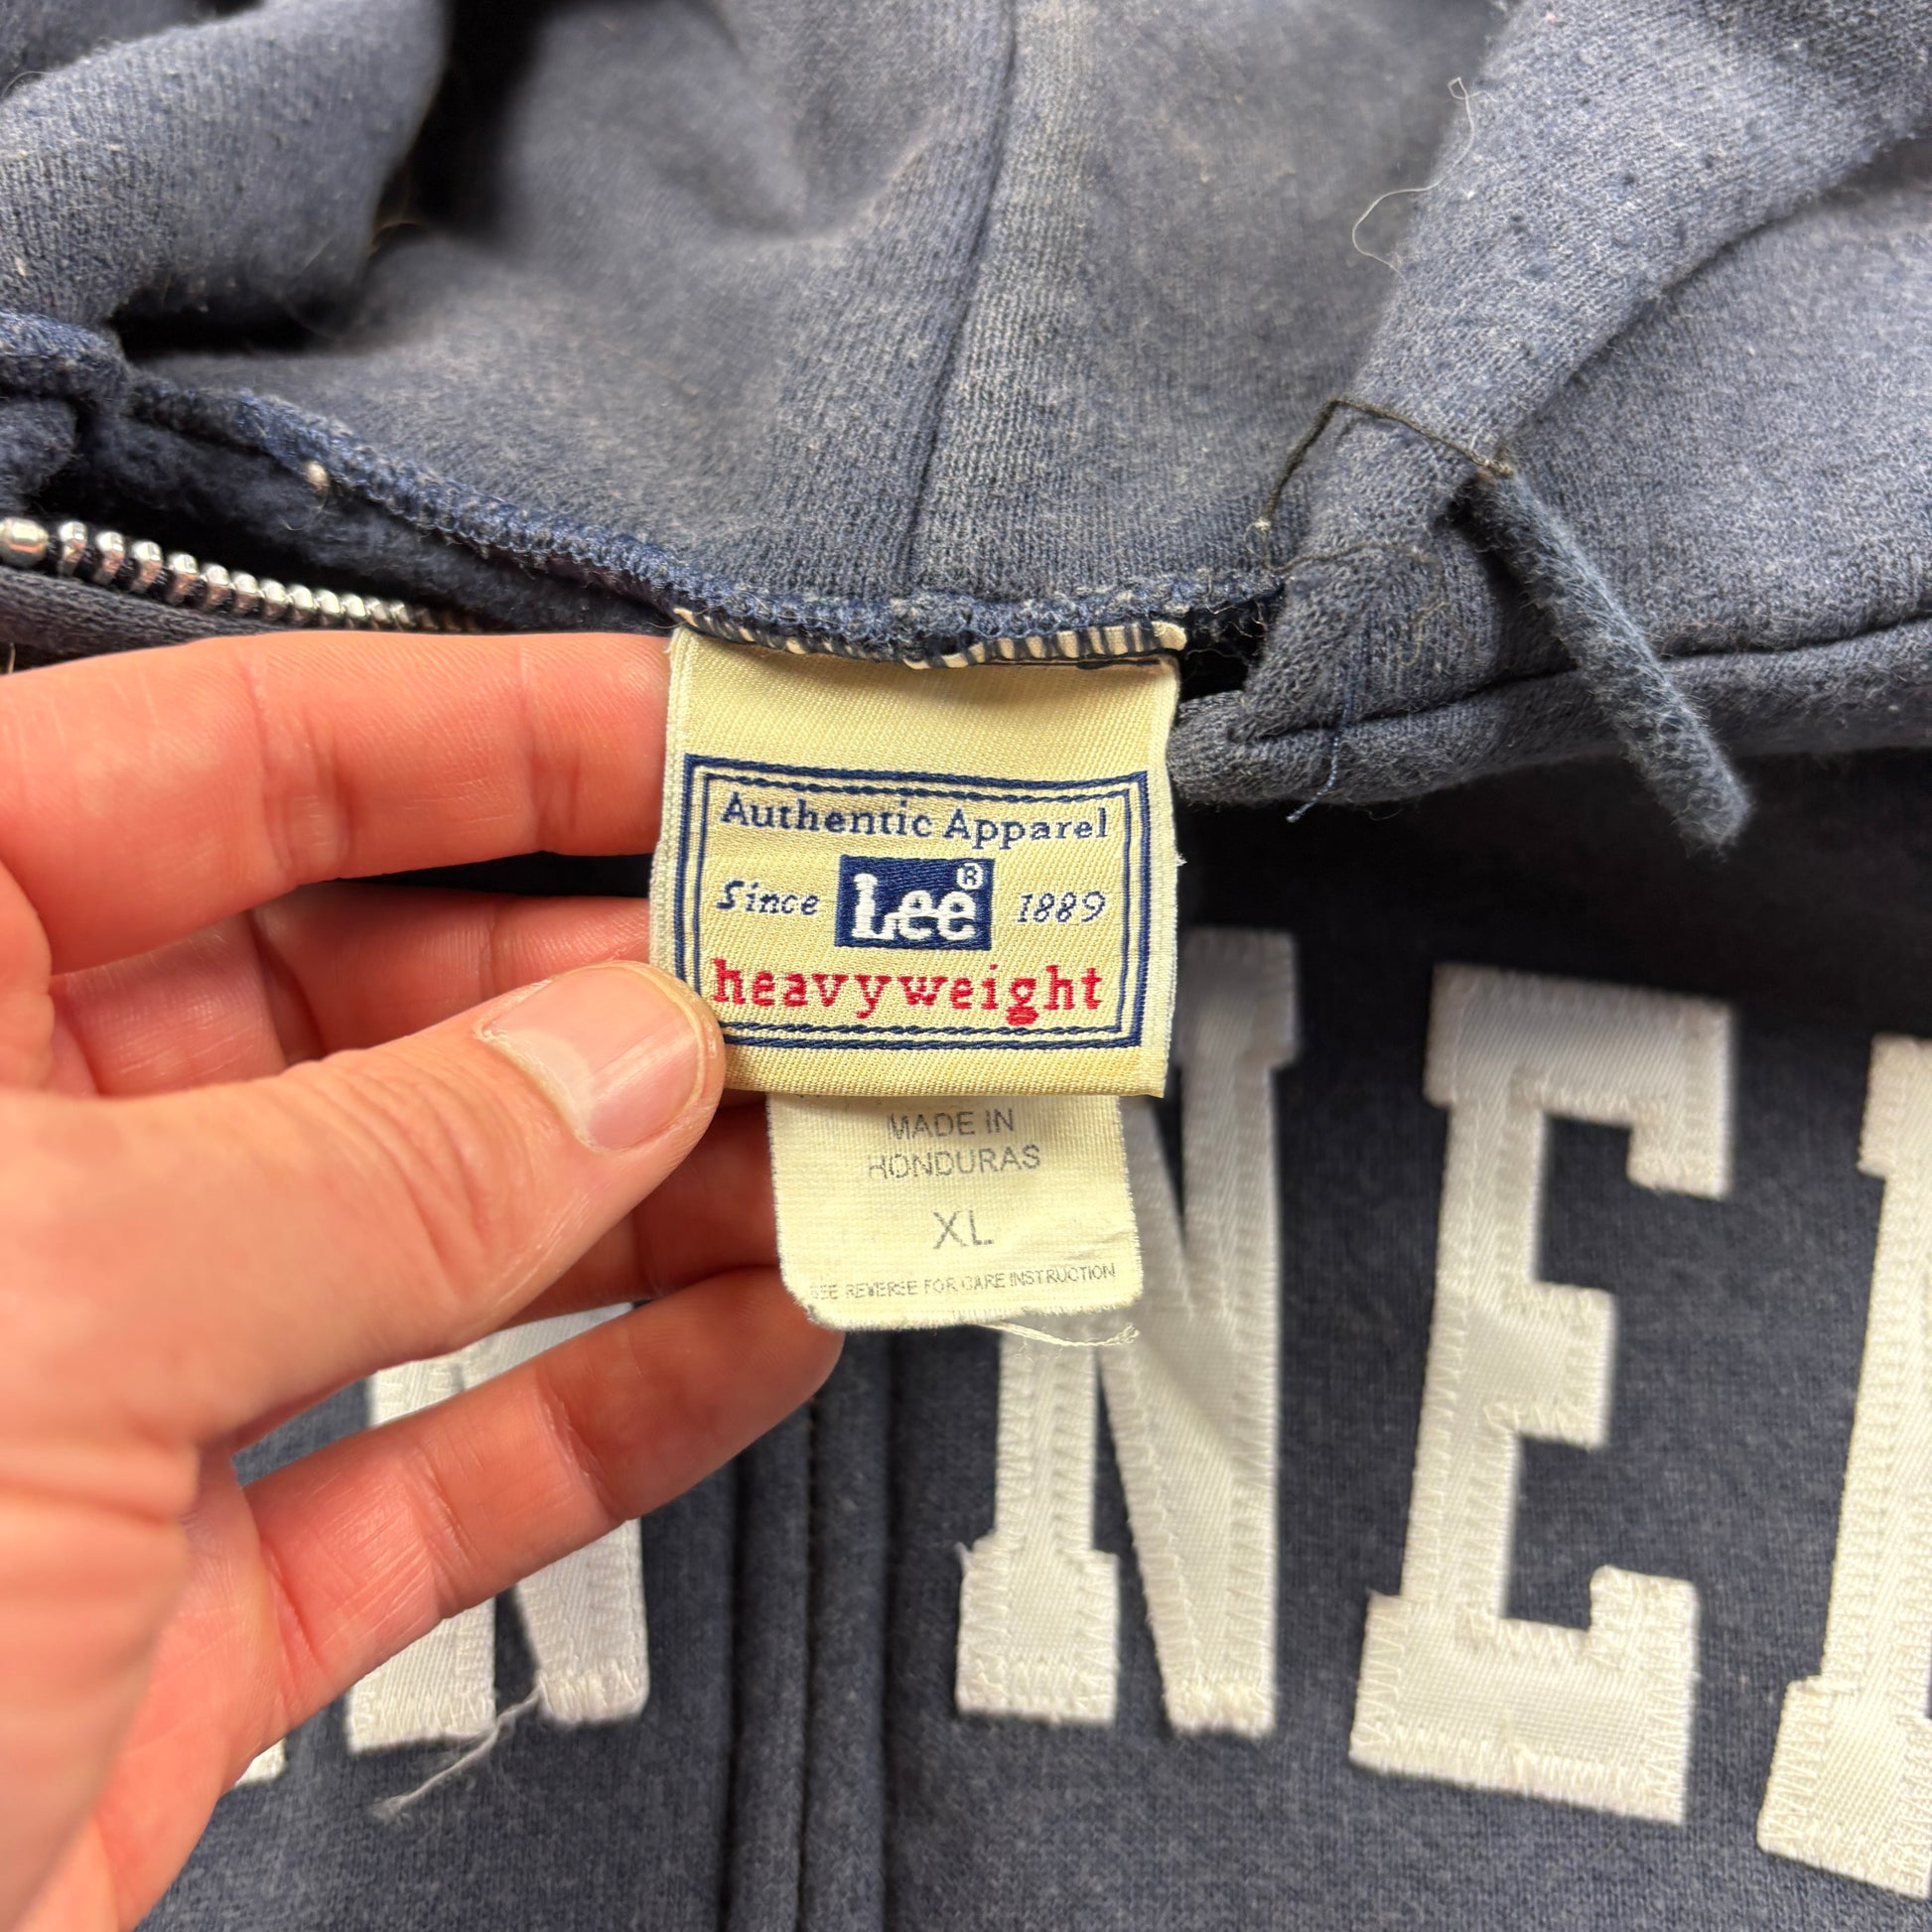 Authentic Apparel
Since Lee® 1889
heavyweight
MADE IN
HONDURAS
XL
SEE REVERSE FOR CARE INSTRUCTION
NE